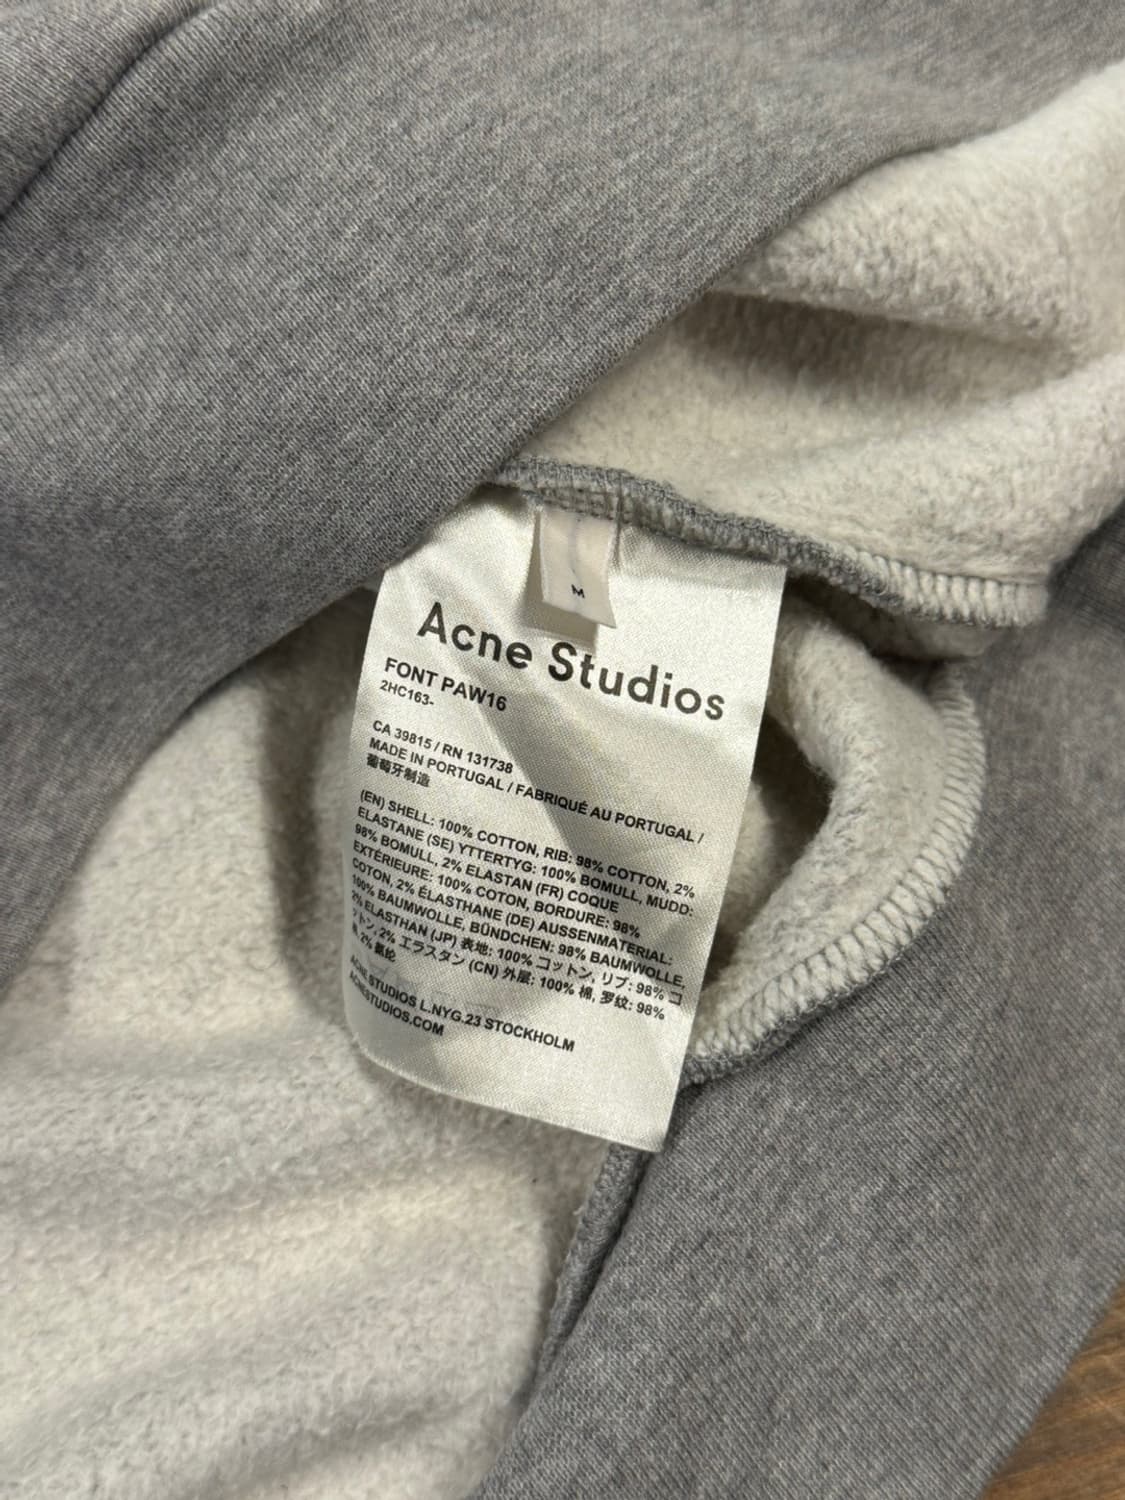 M
Acne Studios
FONT PAW16
2HC163-
CA 39815 / RN 131738
MADE IN PORTUGAL / FABRIQUÉ AU PORTUGAL /
葡萄牙制造
(EN) SHELL: 100% COTTON, RIB: 98% COTTON, 2%
ELASTANE (SE) YTTERTYG: 100% BOMULL, MUDD:
98% BOMULL, 2% ELASTAN (FR) COQUE
EXTÉRIEURE: 100% COTON, BORDURE: 98%
COTON, 2% ÉLASTHANE (DE) AUSSENMATERIAL:
100% BAUMWOLLE, BÜNDCHEN: 98% BAUMWOLLE,
2% ELASTHAN (JP) 表地: 100% コットン, リブ: 98% コ
ットン, 2% エラスタン (CN) 外层: 100% 棉, 罗纹: 98%
棉, 2% 氨纶
ACNE STUDIOS L.NYG.23 STOCKHOLM
ACNESTUDIOS.COM